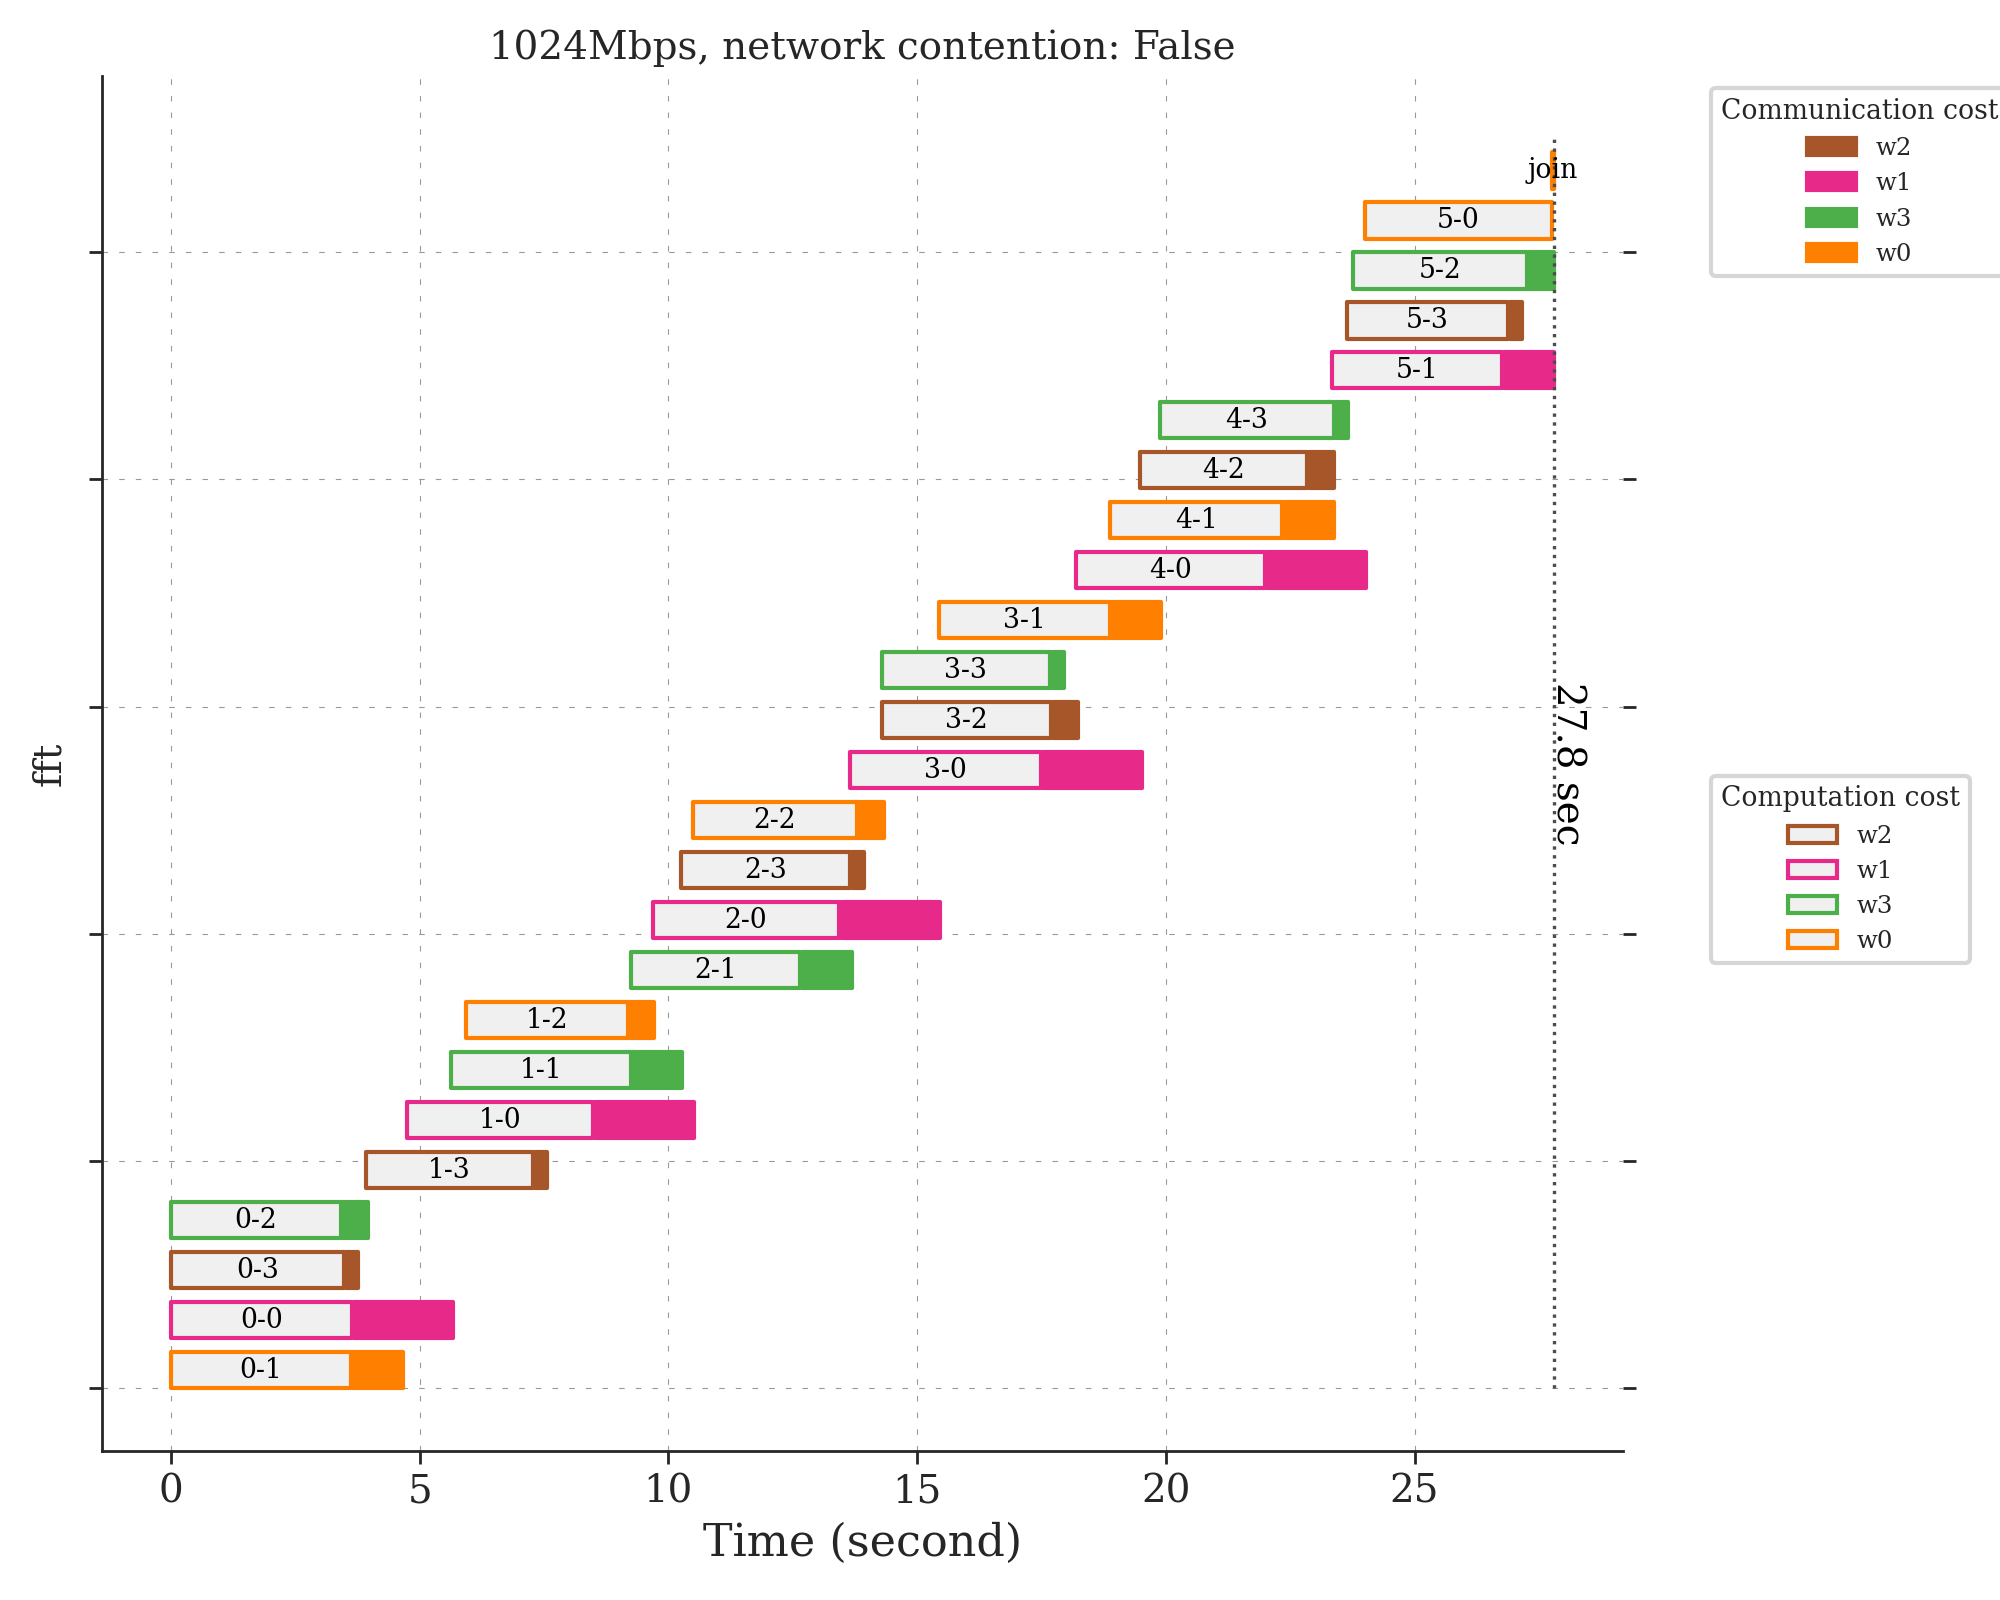 1024Mbps, network contention: False
Communication cost
w2
w1
w3
w0
join
5-0
5-2
5-3
5-1
4-3
4-2
4-1
4-0
3-1
3-3
3-2
3-0
2-2
2-3
2-0
2-1
1-2
1-1
1-0
1-3
0-2
0-3
0-0
0-1
27.8 sec
fft
Computation cost
w2
w1
w3
w0
0 5 10 15 20 25
Time (second)